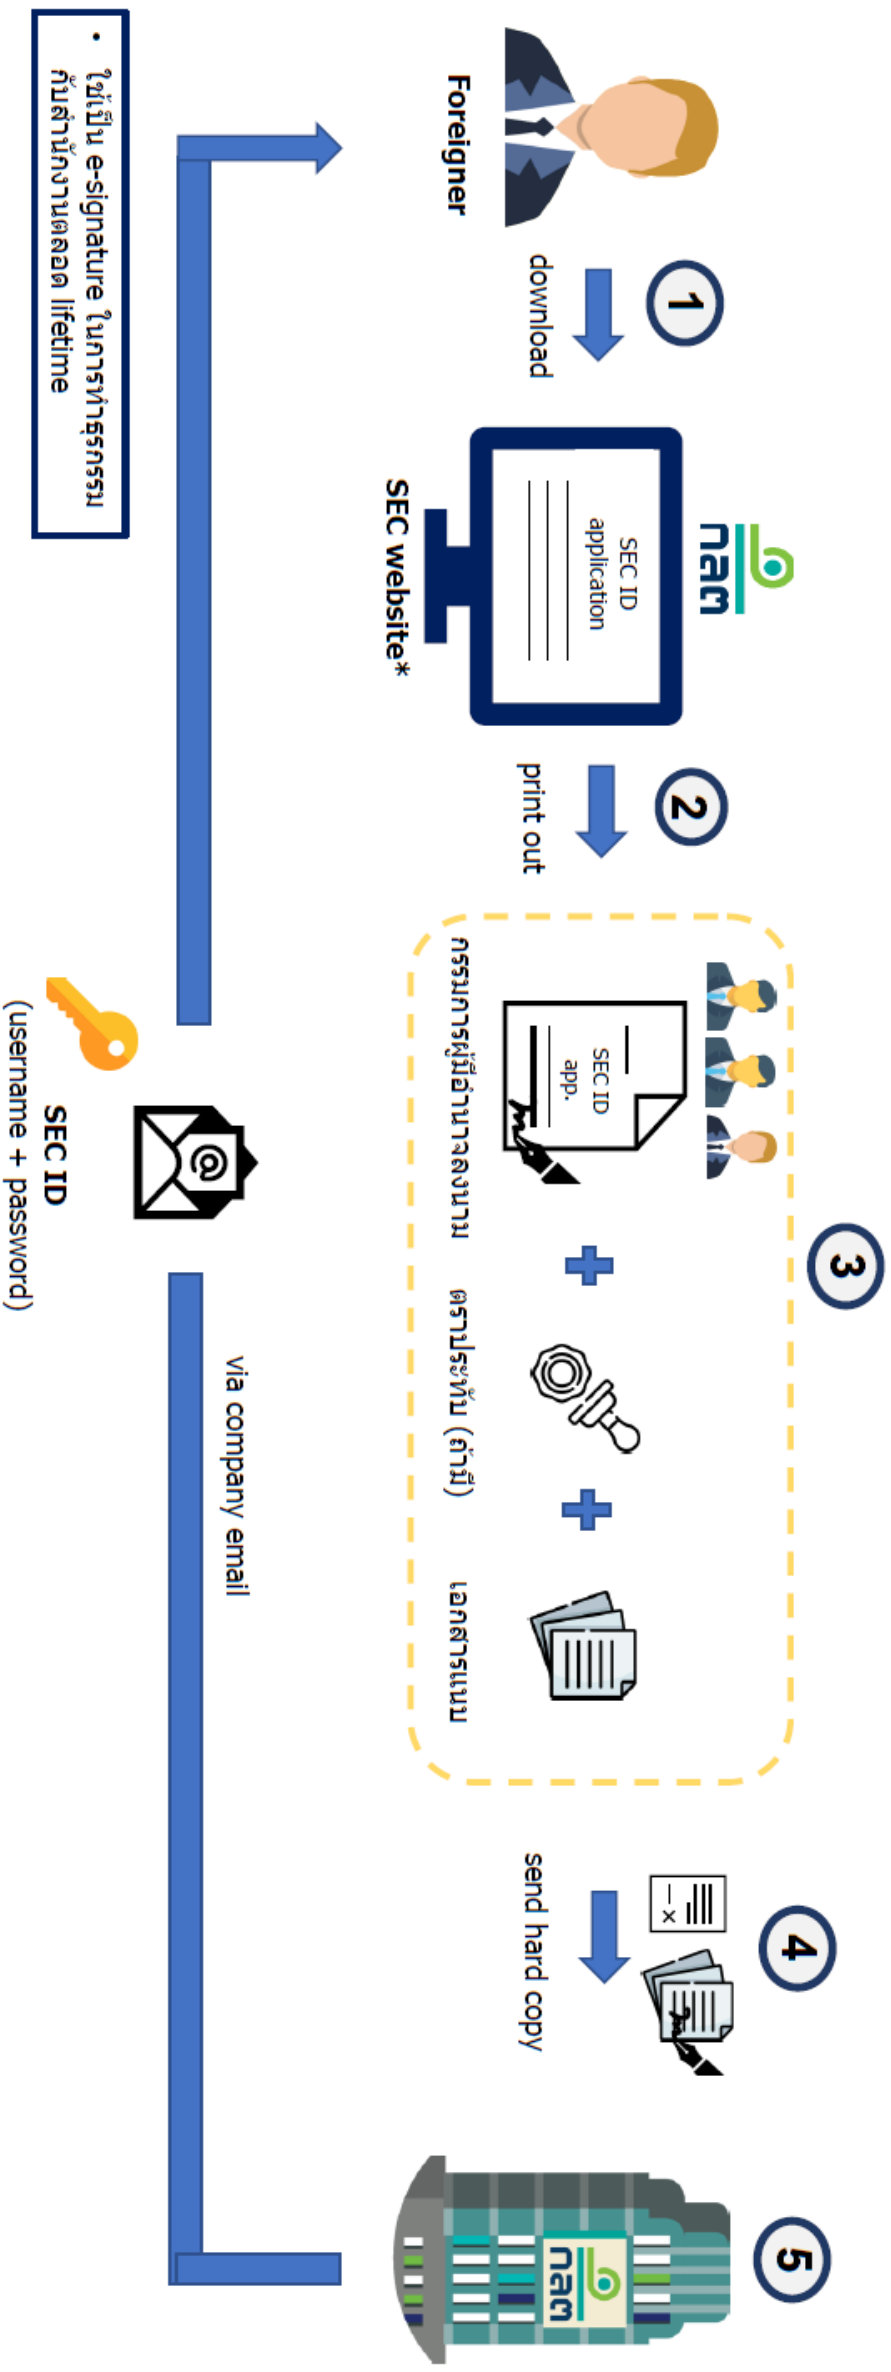 1
2
3
4
5
กลต
Foreigner
download
SEC ID
application
SEC website*
print out
SEC ID
app.
กรรมการผู้มีอำนาจลงนาม
ตราประทับ (ถ้ามี)
เอกสารแนบ
send hard copy
กลต
via company email
@
SEC ID
(username + password)
• ใช้เป็น e-signature ในการทำธุรกรรม
กับสำนักงานตลอด lifetime